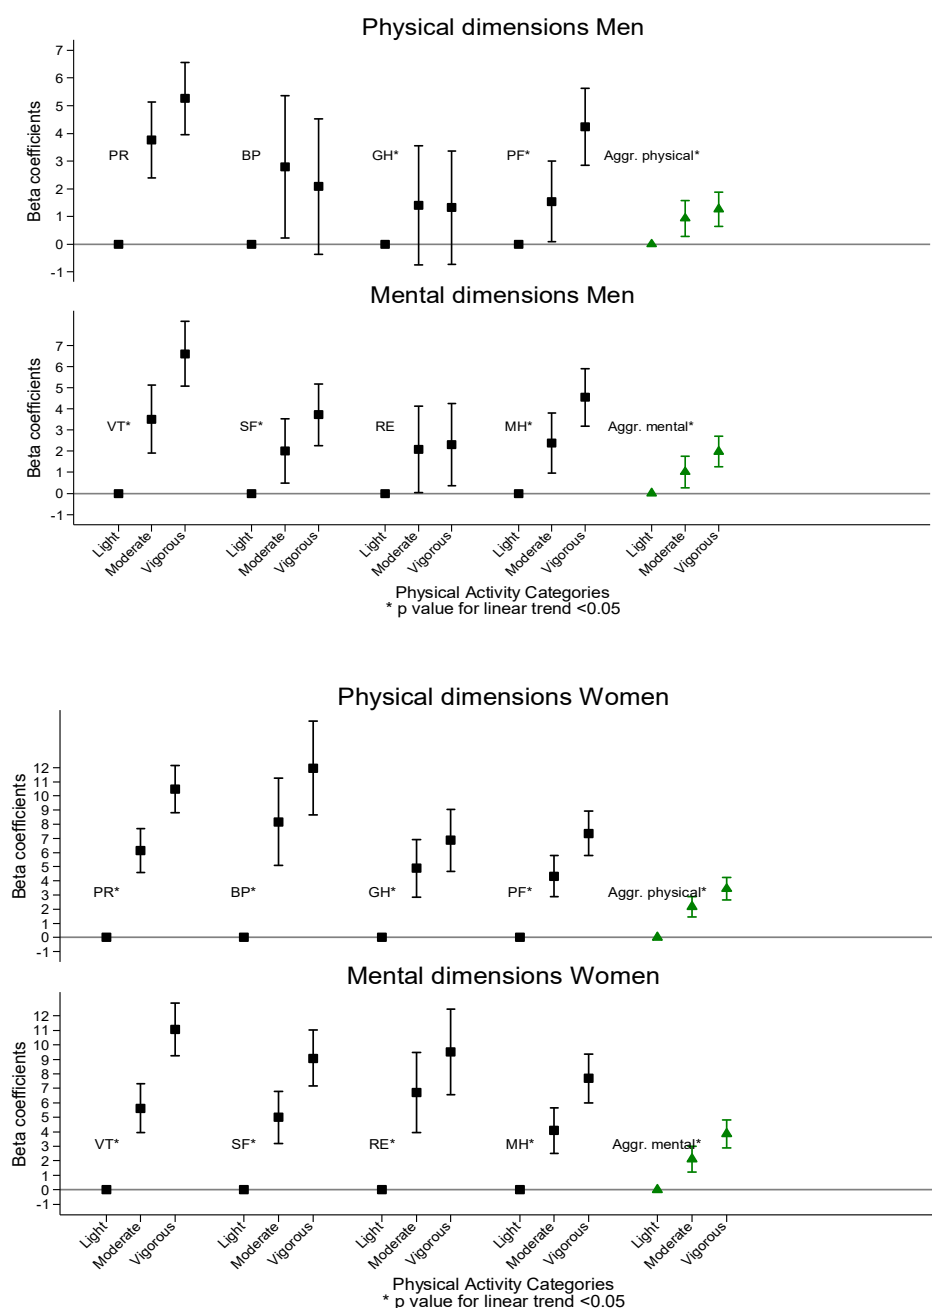 Physical dimensions Men
Beta coefficients
7
6
5
4
3
2
1
0
-1
PR BP GH* PF* Aggr. physical*
Mental dimensions Men
Beta coefficients
7
6
5
4
3
2
1
0
-1
VT* SF* RE MH* Aggr. mental*
Light Moderate Vigorous Light Moderate Vigorous Light Moderate Vigorous Light Moderate Vigorous Light Moderate Vigorous
Physical Activity Categories
* p value for linear trend <0.05
Physical dimensions Women
Beta coefficients
12
11
10
9
8
7
6
5
4
3
2
1
0
-1
PR* BP* GH* PF* Aggr. physical*
Mental dimensions Women
Beta coefficients
12
11
10
9
8
7
6
5
4
3
2
1
0
-1
VT* SF* RE* MH* Aggr. mental*
Light Moderate Vigorous Light Moderate Vigorous Light Moderate Vigorous Light Moderate Vigorous Light Moderate Vigorous
Physical Activity Categories
* p value for linear trend <0.05